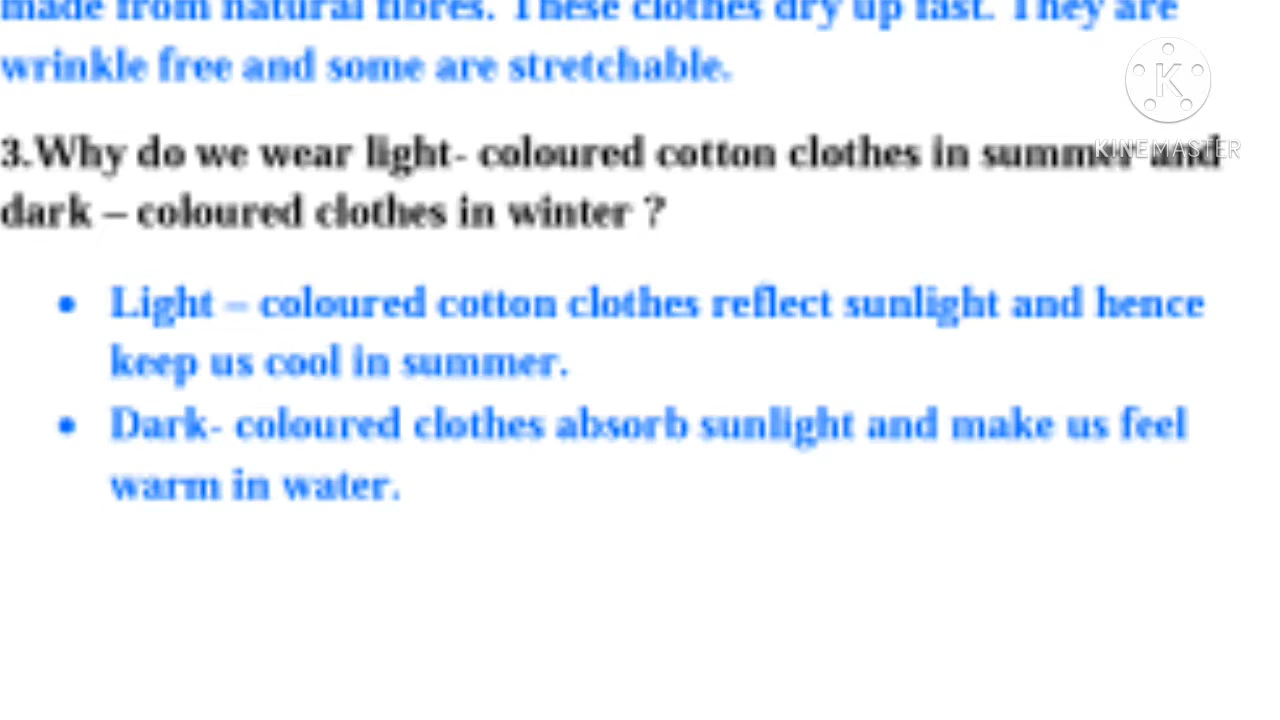 made from natural fibres. These clothes dry up fast. They are
wrinkle free and some are stretchable.
K
KINEMASTER
3.Why do we wear light- coloured cotton clothes in summer and
dark – coloured clothes in winter ?
• Light – coloured cotton clothes reflect sunlight and hence
keep us cool in summer.
• Dark- coloured clothes absorb sunlight and make us feel
warm in water.